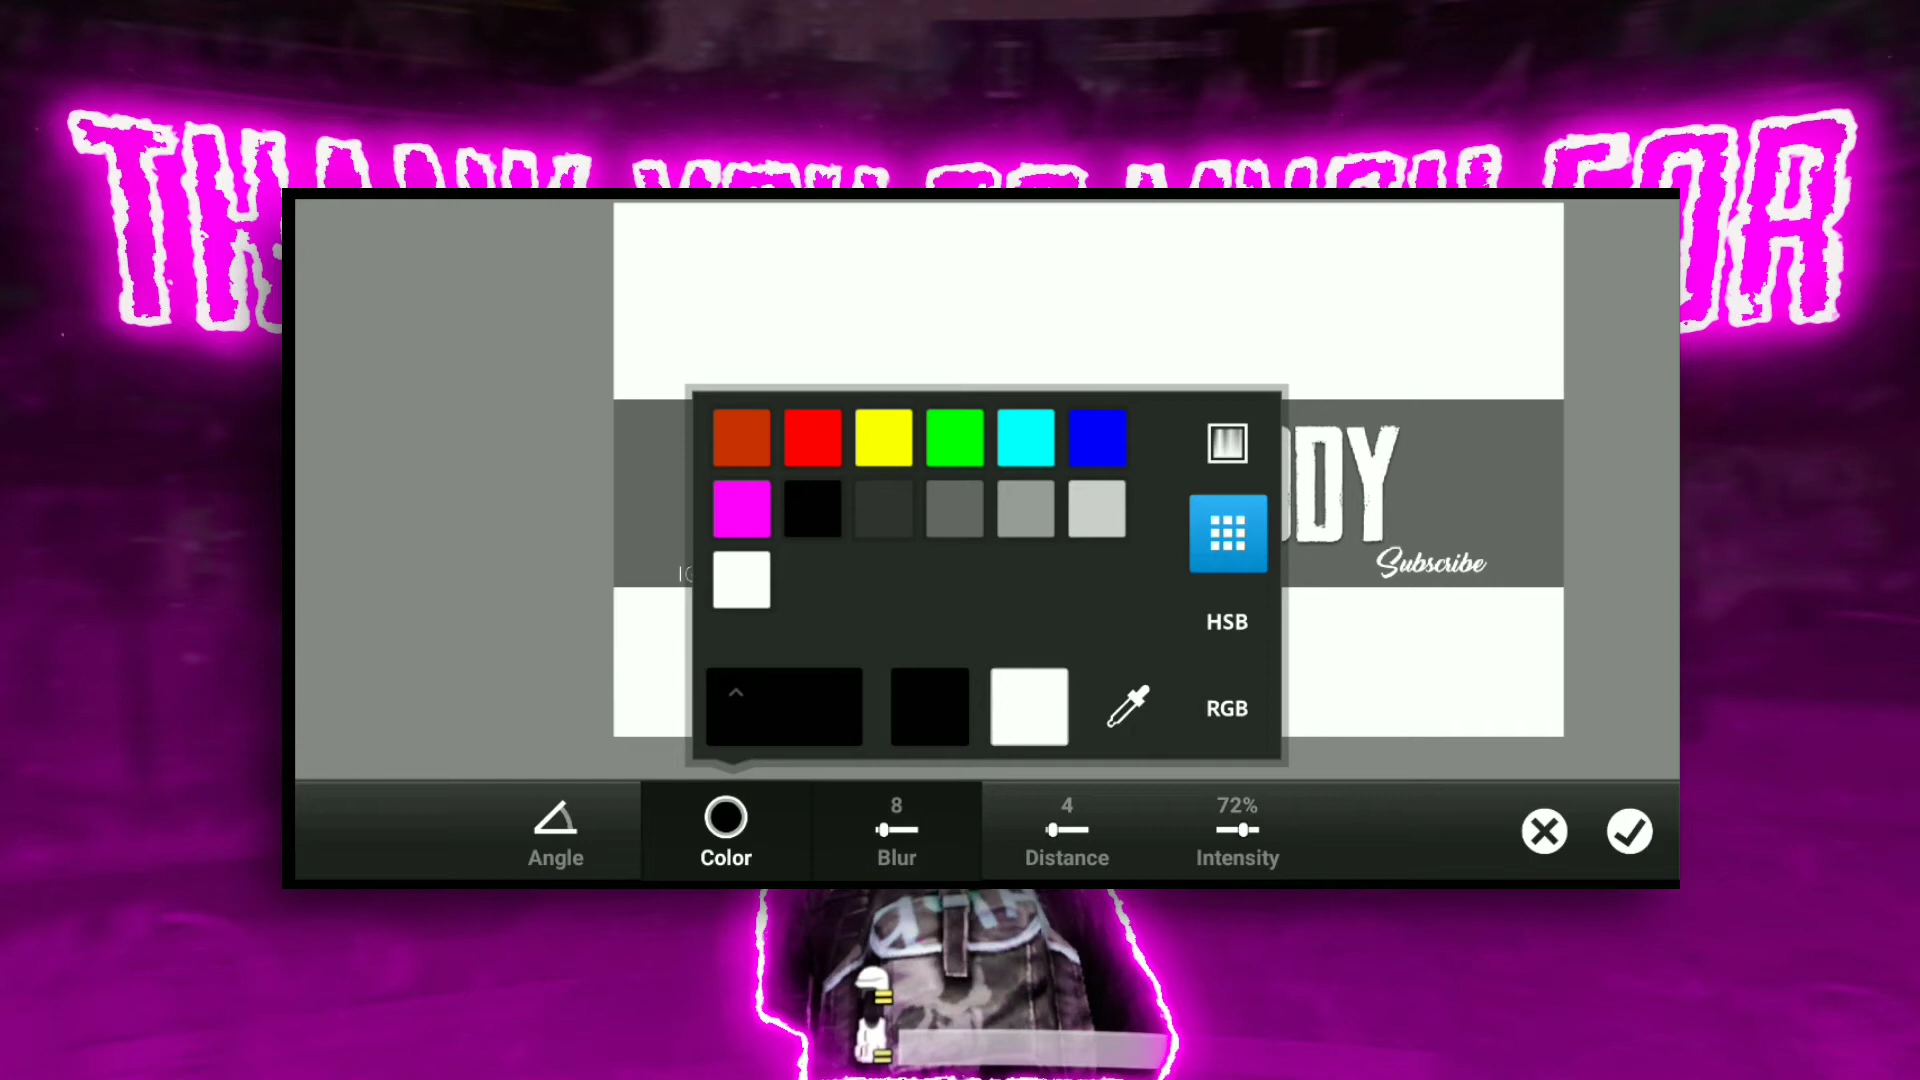 THANK YOU SO MUCH FOR
DY
Subscribe
HSB
RGB
8
4
72%
Angle
Color
Blur
Distance
Intensity